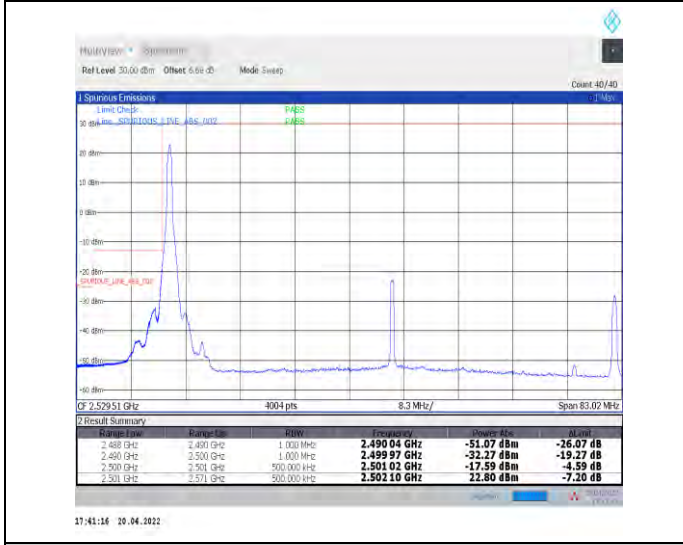 MultiView Spectrum
Ref Level 30.00 dBm Offset 6.68 dB Mode Sweep
Count 40/40
1 Spurious Emissions
Limit Check PASS
Line _SPURIOUS_LINE_ABS_002 PASS
30 dBm
20 dBm
10 dBm
0 dBm
-10 dBm
-20 dBm
_SPURIOUS_LINE_ABS_002
-30 dBm
-40 dBm
-50 dBm
-60 dBm
CF 2.52951 GHz 4004 pts 8.3 MHz/ Span 83.02 MHz
2 Result Summary
Range Low Range Up RBW Frequency Power Abs ΔLimit
2.488 GHz 2.490 GHz 1.000 MHz 2.490 04 GHz -51.07 dBm -26.07 dB
2.490 GHz 2.500 GHz 1.000 MHz 2.499 97 GHz -32.27 dBm -19.27 dB
2.500 GHz 2.501 GHz 500.000 kHz 2.501 02 GHz -17.59 dBm -4.59 dB
2.501 GHz 2.571 GHz 500.000 kHz 2.502 10 GHz 22.80 dBm -7.20 dB
17:41:16 20.04.2022